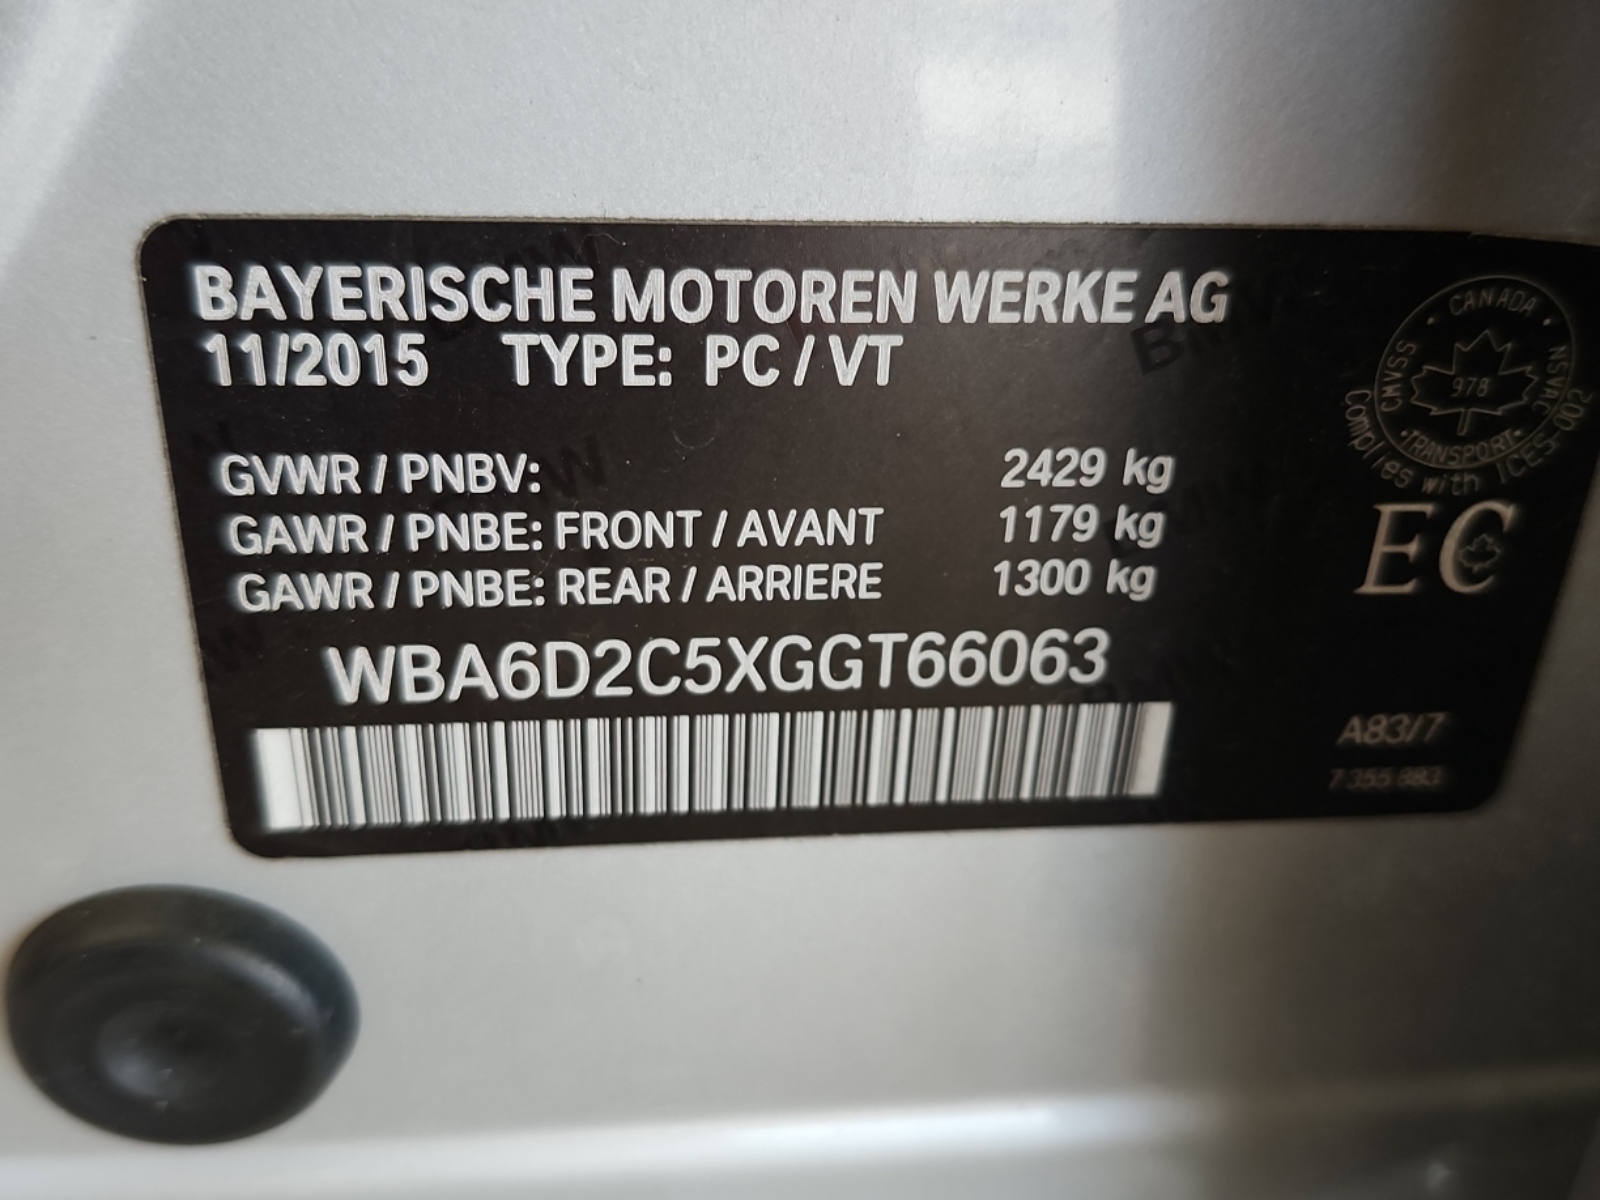 BAYERISCHE MOTOREN WERKE AG
11/2015 TYPE: PC / VT
GVWR / PNBV: 2429 kg
GAWR / PNBE: FRONT / AVANT 1179 kg
GAWR / PNBE: REAR / ARRIERE 1300 kg
WBA6D2C5XGGT66063
CANADA
CMVSS NSVAC
978
TRANSPORT
Complies with ICES-002
EC
A83/7
7 355 883